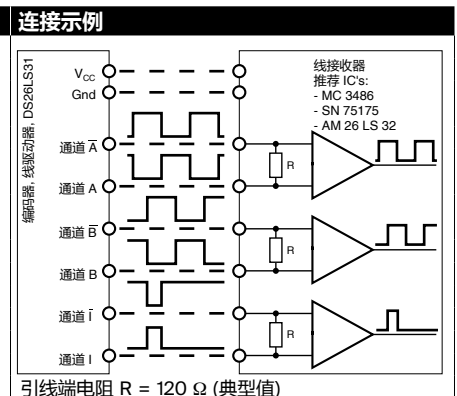 连接示例
编码器, 线驱动器, DS26LS31
VCC
Gnd
通道 A̅
通道 A
通道 B̅
通道 B
通道 I̅
通道 I
线接收器
推荐 IC's:
- MC 3486
- SN 75175
- AM 26 LS 32
R
R
R
引线端电阻 R = 120 Ω (典型值)